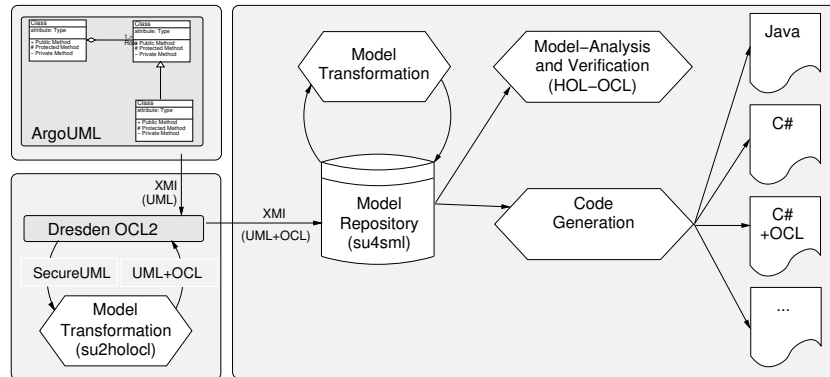 Class
attribute: Type
+ Public Method
# Protected Method
− Private Method
1..*
Class
attribute: Type
+ Public Method
# Protected Method
− Private Method
Class
attribute: Type
+ Public Method
# Protected Method
− Private Method
ArgoUML
XMI
(UML)
Dresden OCL2
SecureUML
UML+OCL
Model
Transformation
(su2holocl)
XMI
(UML+OCL)
Model
Transformation
Model
Repository
(su4sml)
Model−Analysis
and Verification
(HOL−OCL)
Code
Generation
Java
C#
C#
+OCL
...